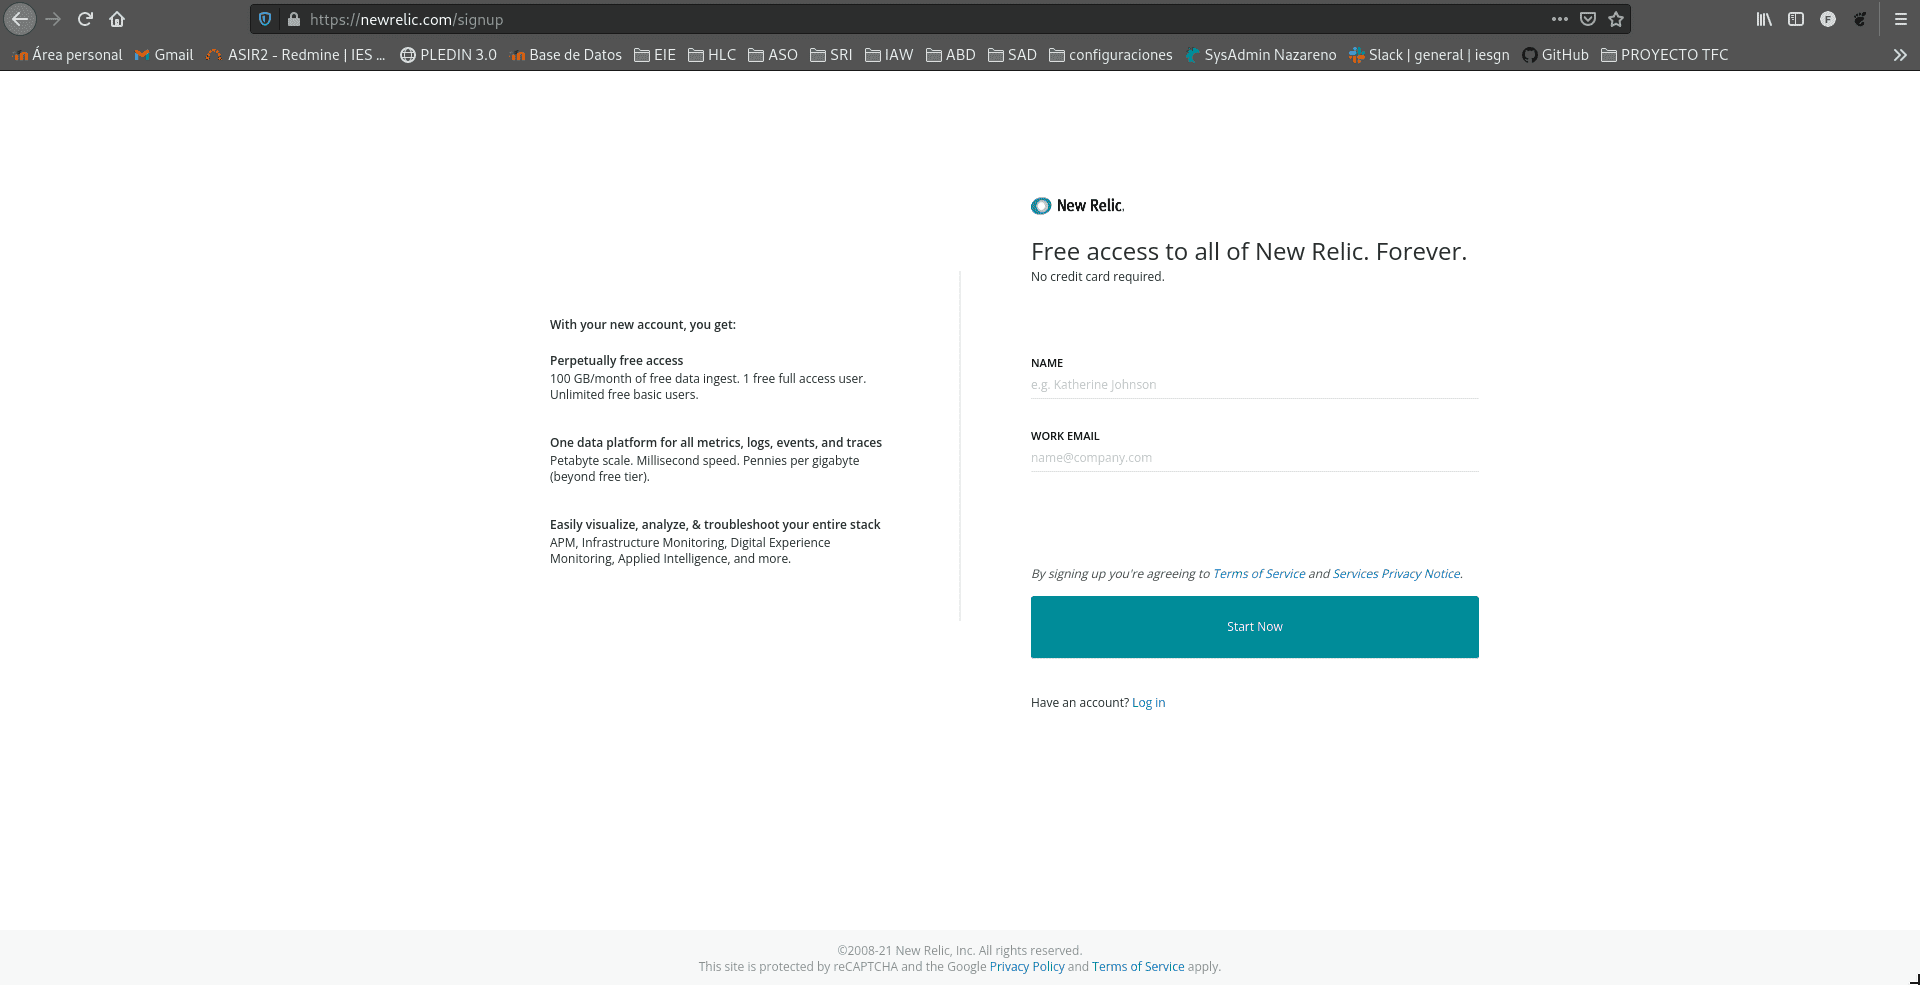 https://newrelic.com/signup
Área personal Gmail ASIR2 - Redmine | IES ... PLEDIN 3.0 Base de Datos EIE HLC ASO SRI IAW ABD SAD configuraciones SysAdmin Nazareno Slack | general | iesgn GitHub PROYECTO TFC
With your new account, you get:
Perpetually free access
100 GB/month of free data ingest. 1 free full access user.
Unlimited free basic users.
One data platform for all metrics, logs, events, and traces
Petabyte scale. Millisecond speed. Pennies per gigabyte
(beyond free tier).
Easily visualize, analyze, & troubleshoot your entire stack
APM, Infrastructure Monitoring, Digital Experience
Monitoring, Applied Intelligence, and more.
New Relic.
Free access to all of New Relic. Forever.
No credit card required.
NAME
e.g. Katherine Johnson
WORK EMAIL
name@company.com
By signing up you're agreeing to Terms of Service and Services Privacy Notice.
Start Now
Have an account? Log in
©2008-21 New Relic, Inc. All rights reserved.
This site is protected by reCAPTCHA and the Google Privacy Policy and Terms of Service apply.